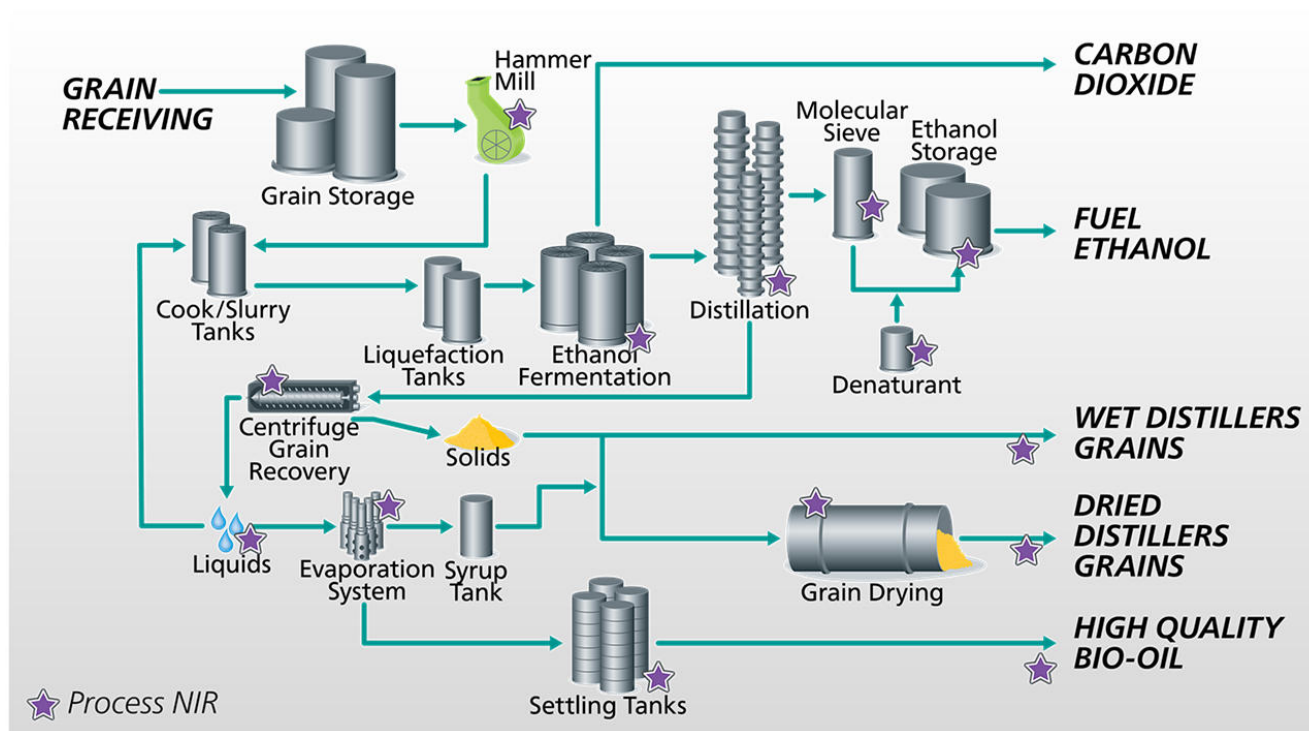 GRAIN
RECEIVING
Grain Storage
Hammer
Mill
CARBON
DIOXIDE
Molecular
Sieve
Ethanol
Storage
FUEL
ETHANOL
Cook/Slurry
Tanks
Liquefaction
Tanks
Ethanol
Fermentation
Distillation
Denaturant
Centrifuge
Grain
Recovery
Solids
WET DISTILLERS
GRAINS
Liquids
Evaporation
System
Syrup
Tank
Grain Drying
DRIED
DISTILLERS
GRAINS
Settling Tanks
HIGH QUALITY
BIO-OIL
Process NIR